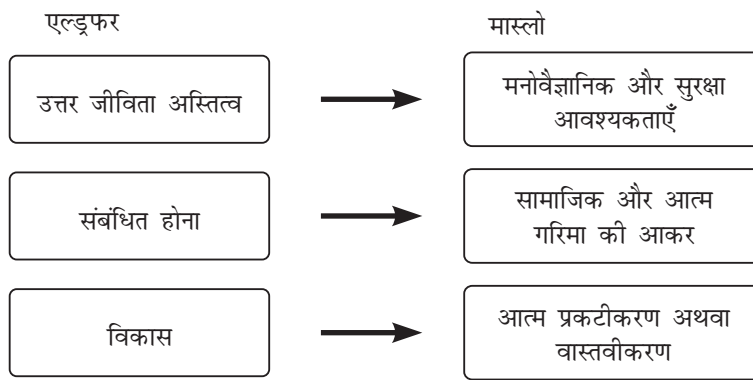 एल्ड्रफर
मास्लो
उत्तर जीविता अस्तित्व
मनोवैज्ञानिक और सुरक्षा
आवश्यकताएँ
संबंधित होना
सामाजिक और आत्म
गरिमा की आकर
विकास
आत्म प्रकटीकरण अथवा
वास्तवीकरण